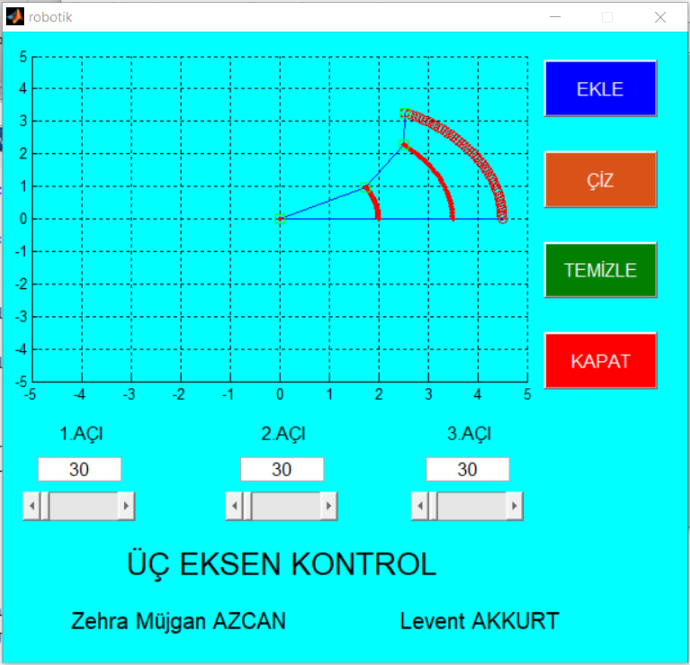 robotik
5
4
3
2
1
0
-1
-2
-3
-4
-5
-5 -4 -3 -2 -1 0 1 2 3 4 5
EKLE
ÇİZ
TEMİZLE
KAPAT
1.AÇI 2.AÇI 3.AÇI
30 30 30
ÜÇ EKSEN KONTROL
Zehra Müjgan AZCAN Levent AKKURT